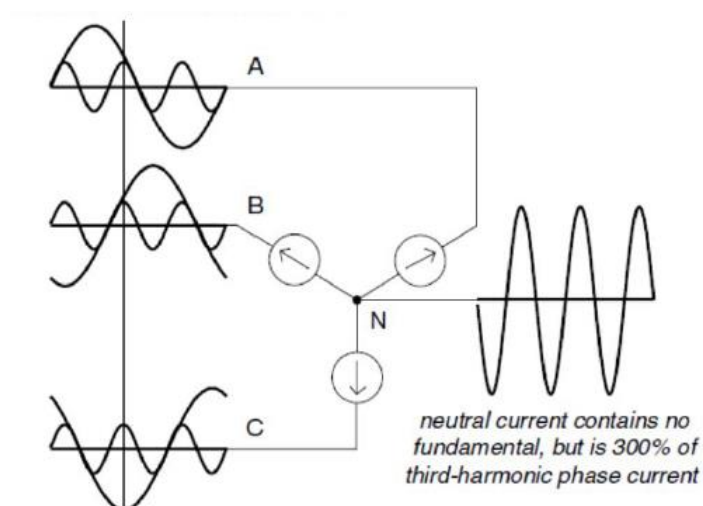 A
B
N
C
neutral current contains no
fundamental, but is 300% of
third-harmonic phase current